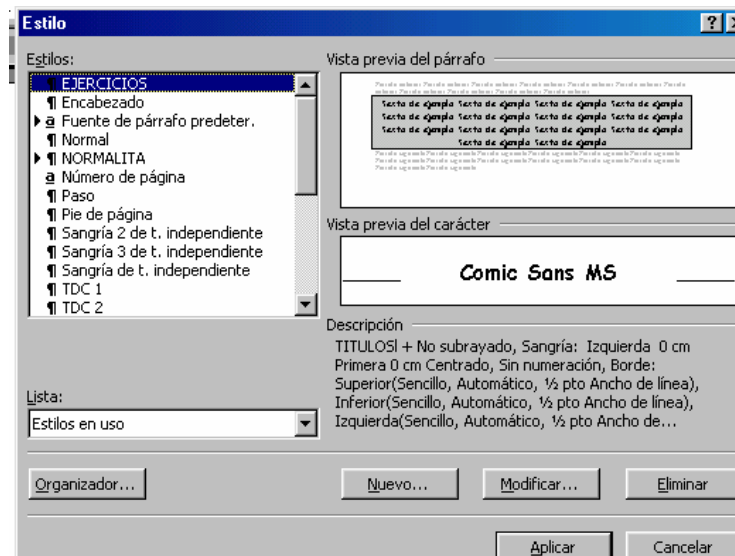 Estilo
Estilos:
¶ EJERCICIOS
¶ Encabezado
a Fuente de párrafo predeter.
¶ Normal
¶ NORMALITA
a Número de página
¶ Paso
¶ Pie de página
¶ Sangría 2 de t. independiente
¶ Sangría 3 de t. independiente
¶ Sangría de t. independiente
¶ TDC 1
¶ TDC 2
Lista:
Estilos en uso
Vista previa del párrafo
Texto de ejemplo Texto de ejemplo Texto de ejemplo Texto de ejemplo
Texto de ejemplo Texto de ejemplo Texto de ejemplo Texto de ejemplo
Texto de ejemplo Texto de ejemplo Texto de ejemplo Texto de ejemplo
Texto de ejemplo Texto de ejemplo
Vista previa del carácter
Comic Sans MS
Descripción
TITULOSl + No subrayado, Sangría: Izquierda 0 cm
Primera 0 cm Centrado, Sin numeración, Borde:
Superior(Sencillo, Automático, ½ pto Ancho de línea),
Inferior(Sencillo, Automático, ½ pto Ancho de línea),
Izquierda(Sencillo, Automático, ½ pto Ancho de...
Organizador...
Nuevo...
Modificar...
Eliminar
Aplicar
Cancelar